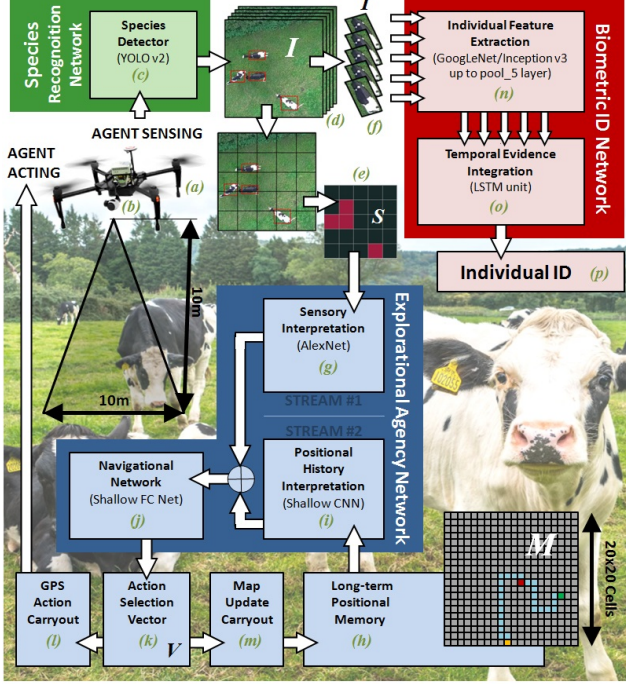 Species
Recognoition
Network
Species
Detector
(YOLO v2)
(c)
I
(d)
I
(f)
Individual Feature
Extraction
(GoogLeNet/Inception v3
up to pool_5 layer)
(n)
Temporal Evidence
Integration
(LSTM unit)
(o)
Biometric ID Network
Individual ID (p)
AGENT SENSING
AGENT
ACTING
(a)
(b)
(e)
S
10m
10m
Sensory
Interpretation
(AlexNet)
(g)
STREAM #1
STREAM #2
Positional
History
Interpretation
(Shallow CNN)
(i)
Explorational Agency Network
Navigational
Network
(Shallow FC Net)
(j)
GPS
Action
Carryout
(l)
Action
Selection
Vector
(k)
V
Map
Update
Carryout
(m)
Long-term
Positional
Memory
(h)
M
20x20 Cells